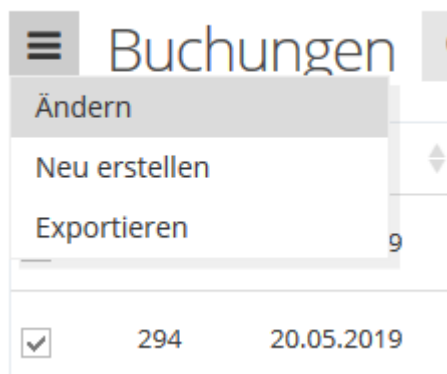 Buchungen
Ändern
Neu erstellen
Exportieren
9
294 20.05.2019